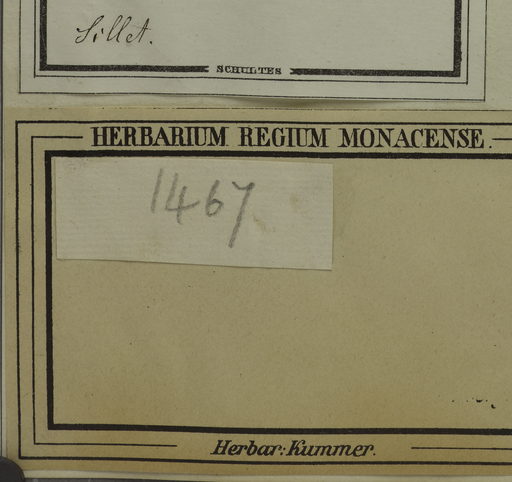 Sillet.
SCHULTES
HERBARIUM REGIUM MONACENSE.
1467
Herbar: Kummer.